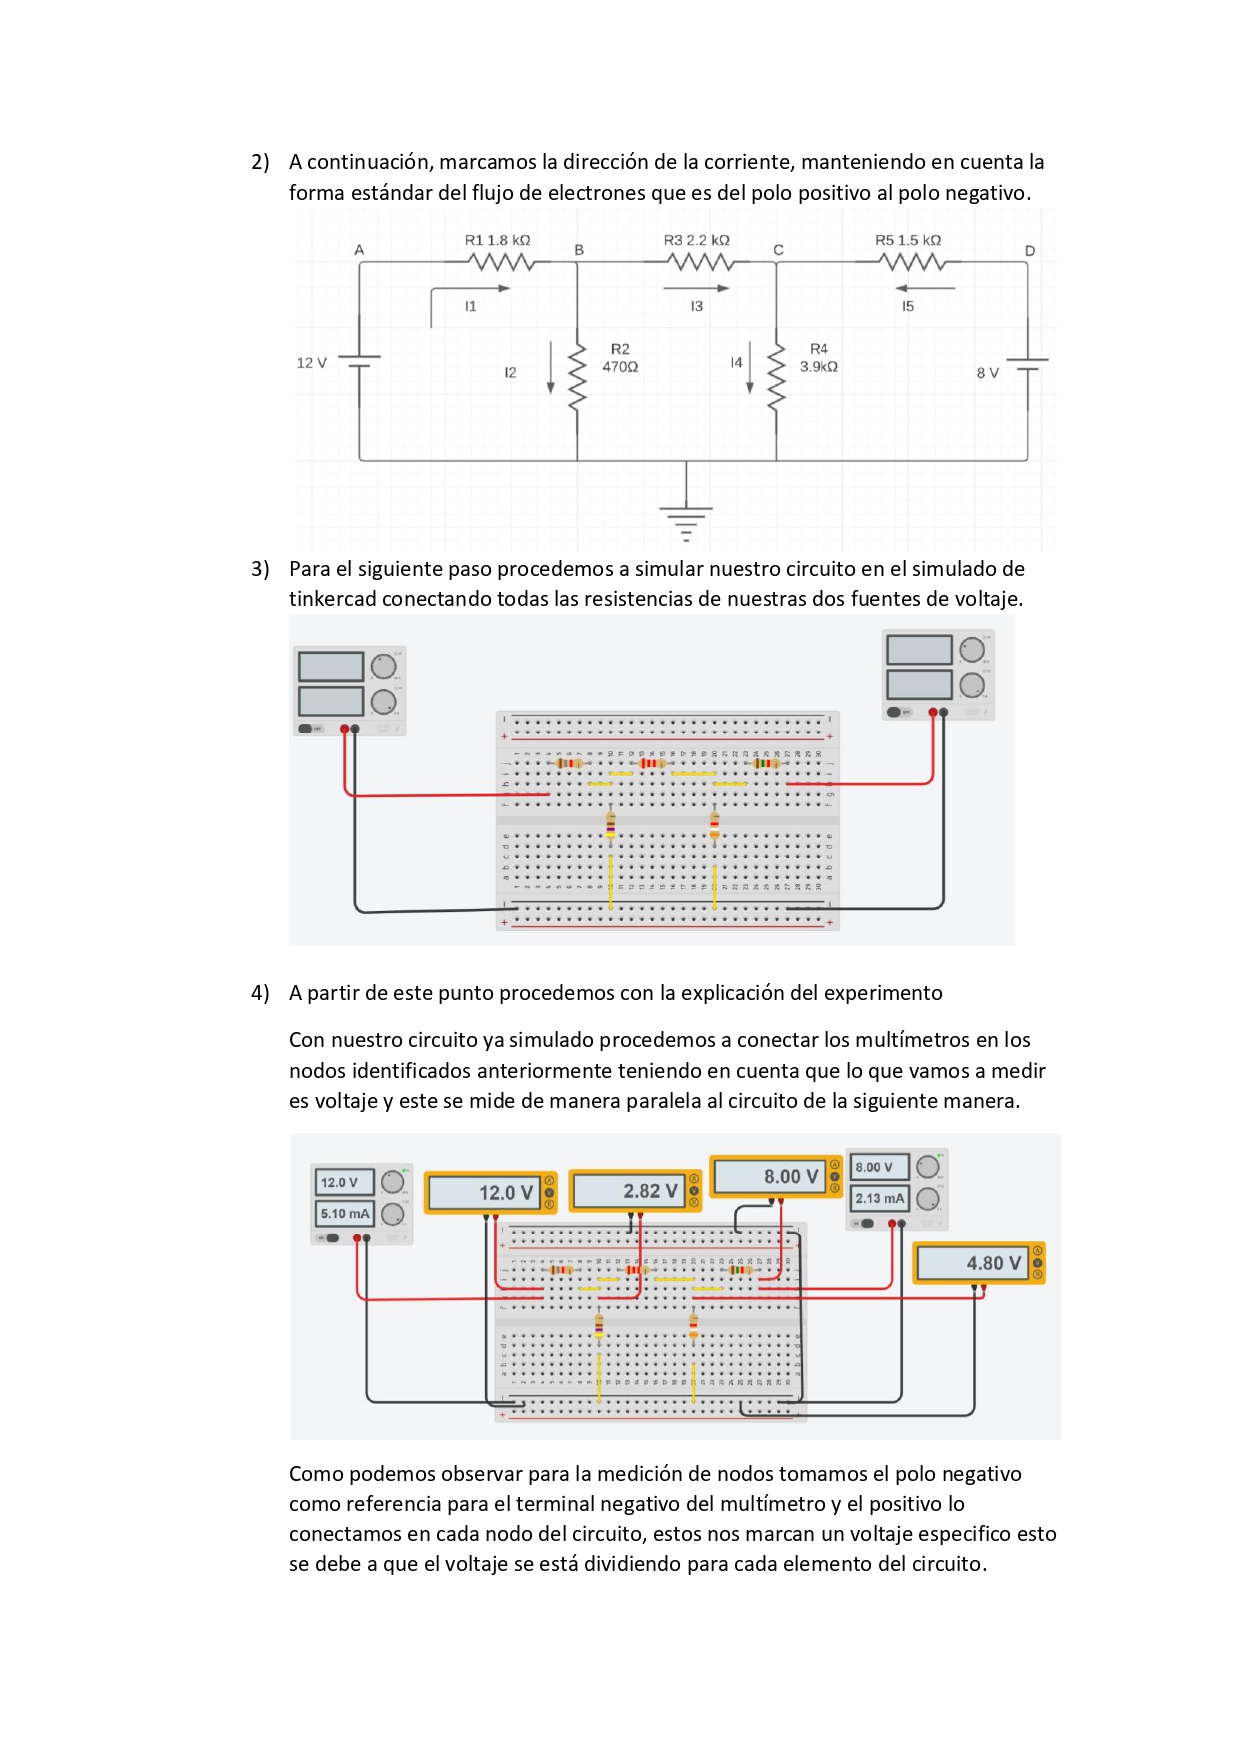 2) A continuación, marcamos la dirección de la corriente, manteniendo en cuenta la
forma estándar del flujo de electrones que es del polo positivo al polo negativo.
A
R1 1.8 kΩ
B
R3 2.2 kΩ
C
R5 1.5 kΩ
D
I1
I3
I5
12 V
I2
R2
470Ω
I4
R4
3.9kΩ
8 V
3) Para el siguiente paso procedemos a simular nuestro circuito en el simulado de
tinkercad conectando todas las resistencias de nuestras dos fuentes de voltaje.
4) A partir de este punto procedemos con la explicación del experimento
Con nuestro circuito ya simulado procedemos a conectar los multímetros en los
nodos identificados anteriormente teniendo en cuenta que lo que vamos a medir
es voltaje y este se mide de manera paralela al circuito de la siguiente manera.
12.0 V
5.10 mA
12.0 V
2.82 V
8.00 V
8.00 V
2.13 mA
4.80 V
Como podemos observar para la medición de nodos tomamos el polo negativo
como referencia para el terminal negativo del multímetro y el positivo lo
conectamos en cada nodo del circuito, estos nos marcan un voltaje especifico esto
se debe a que el voltaje se está dividiendo para cada elemento del circuito.